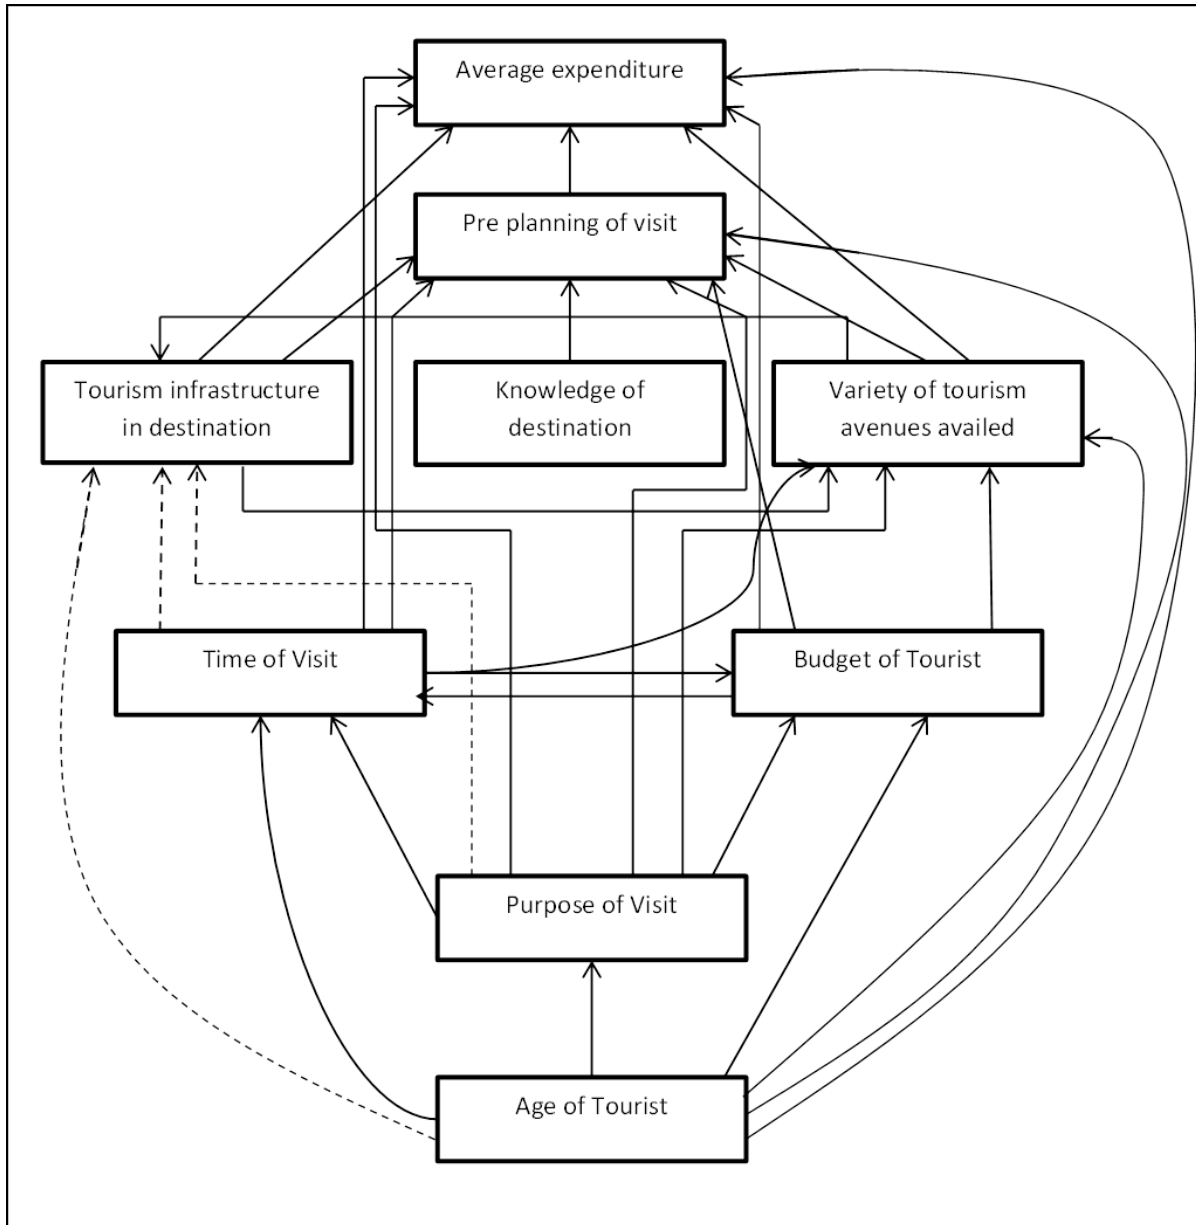 Average expenditure
Pre planning of visit
Tourism infrastructure
in destination
Knowledge of
destination
Variety of tourism
avenues availed
Time of Visit
Budget of Tourist
Purpose of Visit
Age of Tourist